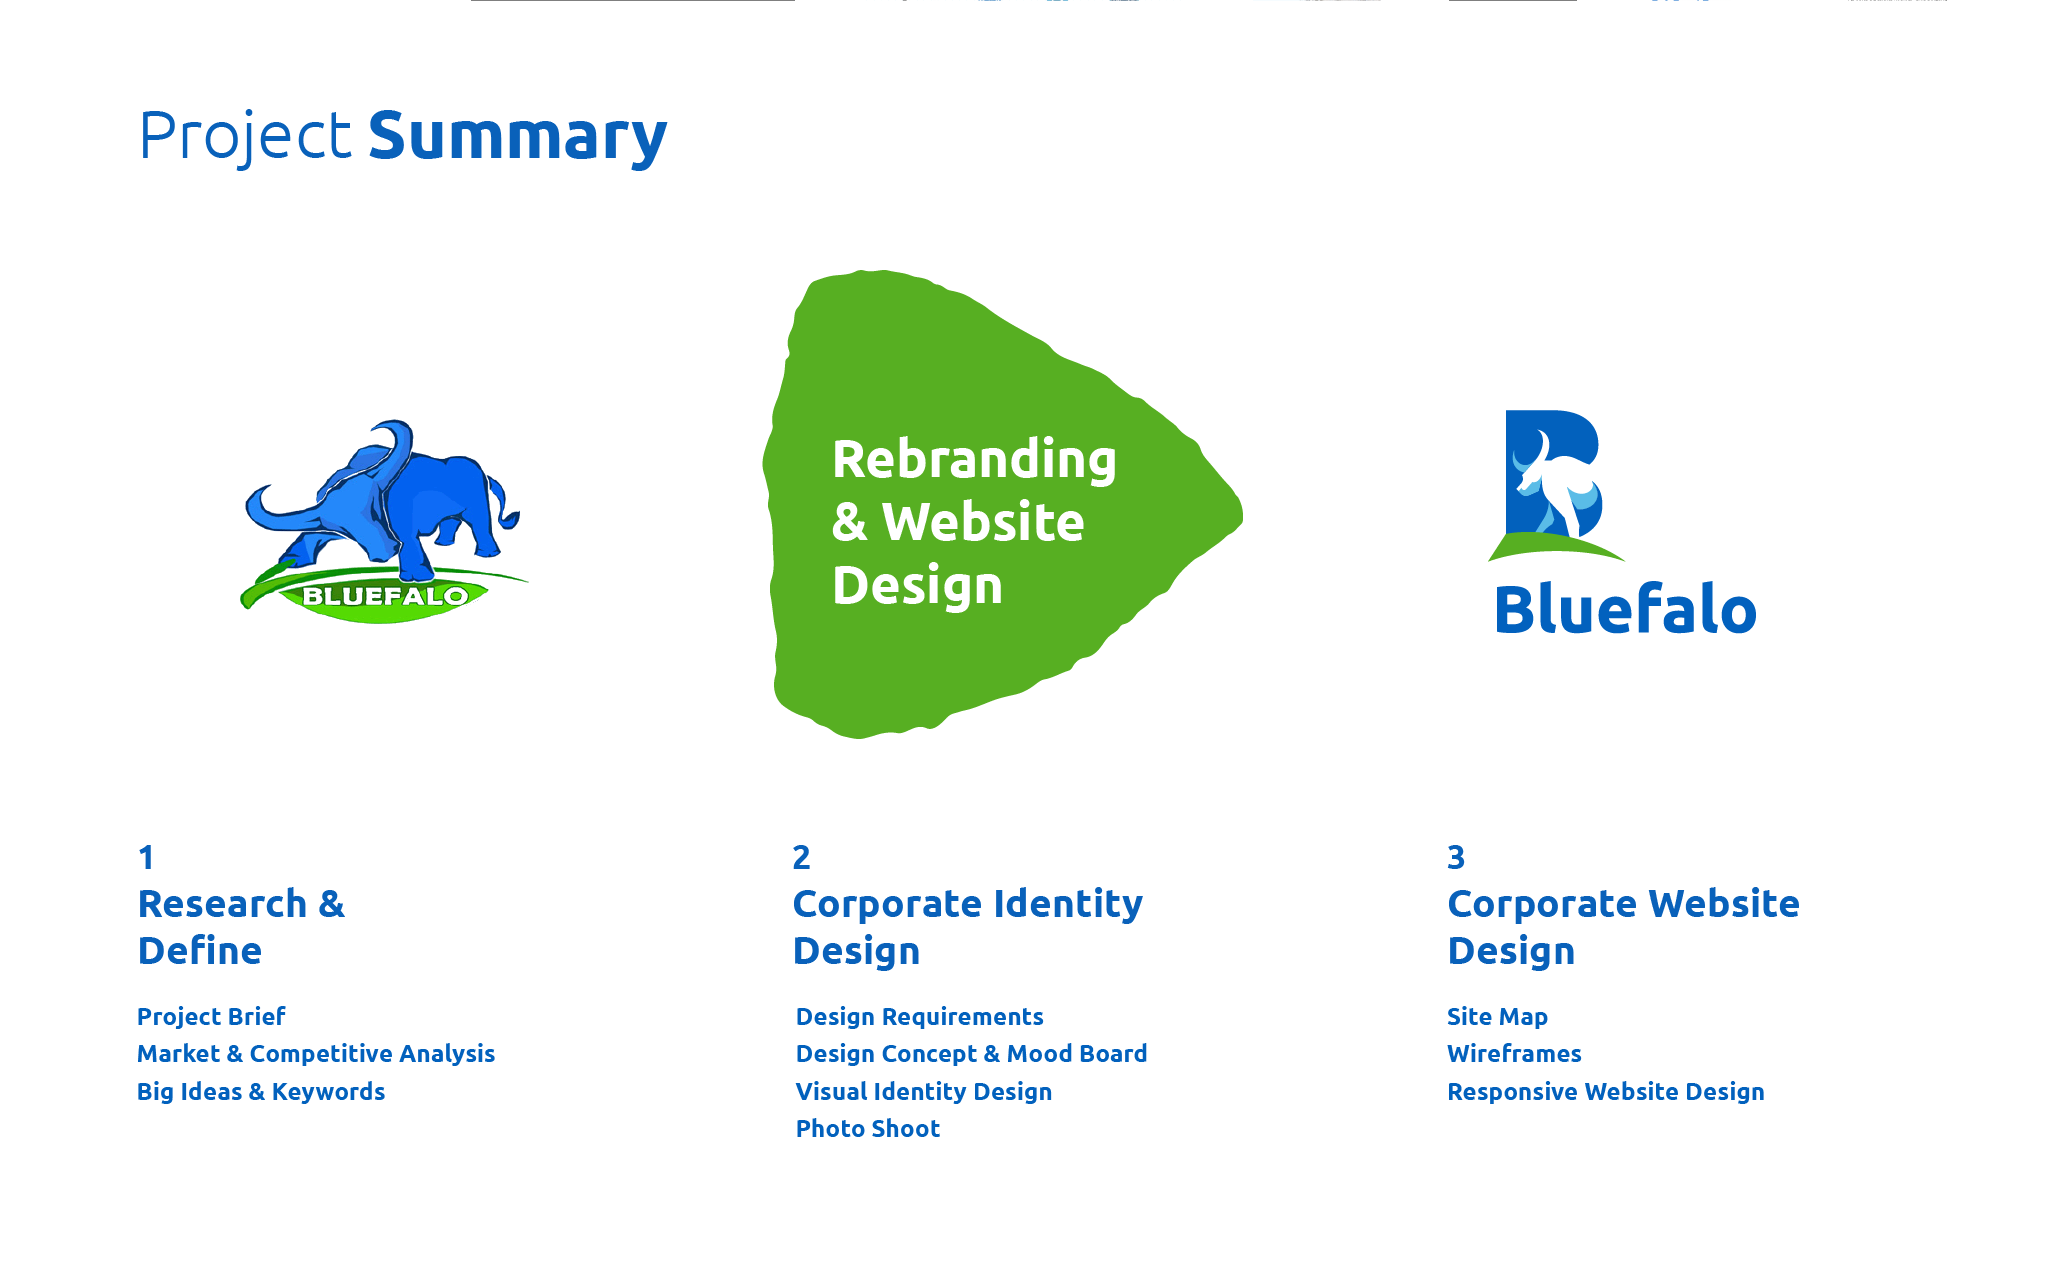 Project Summary
BLUEFALO
Rebranding
& Website
Design
Bluefalo
1
Research &
Define
Project Brief
Market & Competitive Analysis
Big Ideas & Keywords
2
Corporate Identity
Design
Design Requirements
Design Concept & Mood Board
Visual Identity Design
Photo Shoot
3
Corporate Website
Design
Site Map
Wireframes
Responsive Website Design